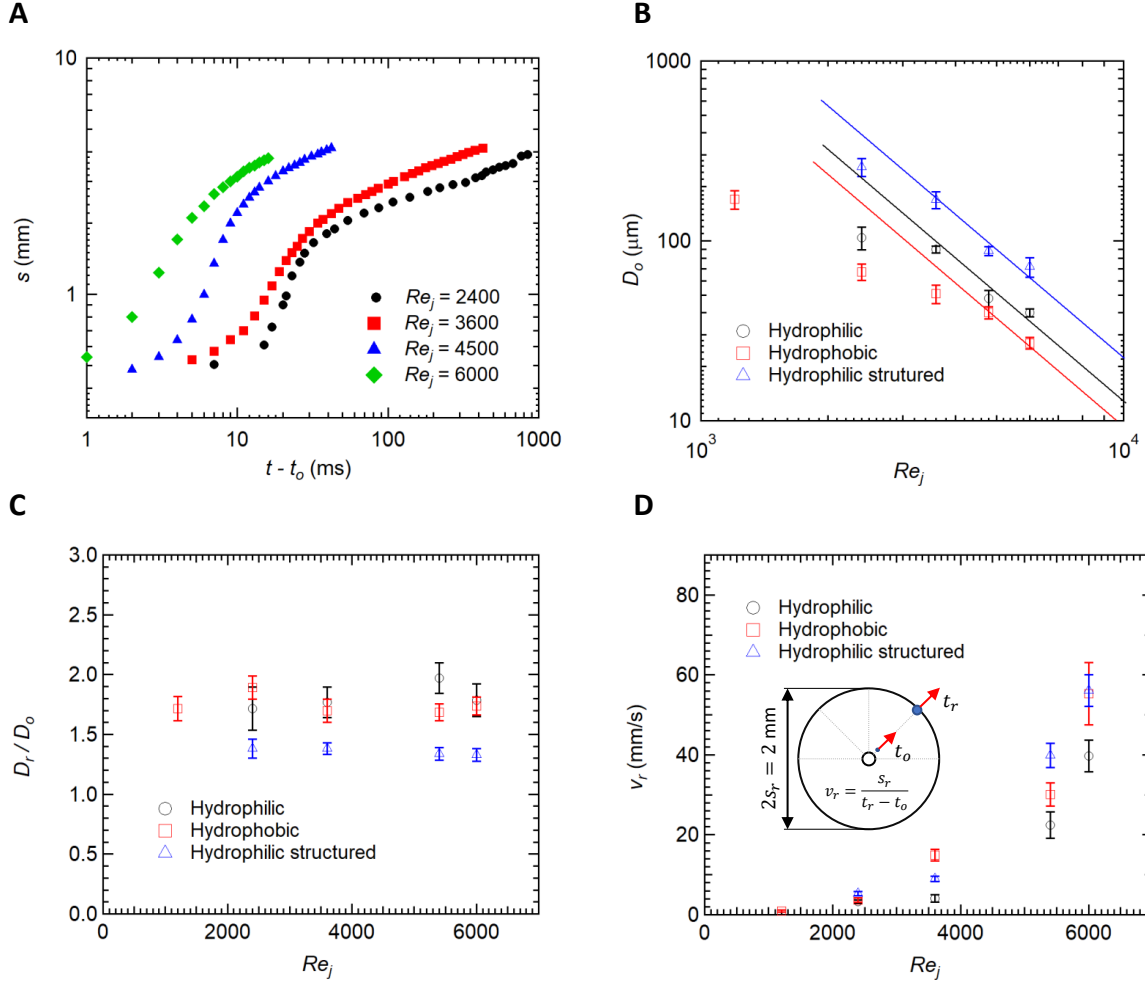 A
10
1
s (mm)
1
10
100
1000
t - tₒ (ms)
Reⱼ = 2400
Reⱼ = 3600
Reⱼ = 4500
Reⱼ = 6000
B
1000
100
10
Dₒ (μm)
10³
10⁴
Reⱼ
Hydrophilic
Hydrophobic
Hydrophilic strutured
C
3.0
2.5
2.0
1.5
1.0
0.5
0.0
Dᵣ / Dₒ
0
2000
4000
6000
Reⱼ
Hydrophilic
Hydrophobic
Hydrophilic structured
D
80
60
40
20
0
vᵣ (mm/s)
0
2000
4000
6000
Reⱼ
Hydrophilic
Hydrophobic
Hydrophilic structured
2sᵣ = 2 mm
tᵣ
tₒ
vᵣ = sᵣ / (tᵣ − tₒ)